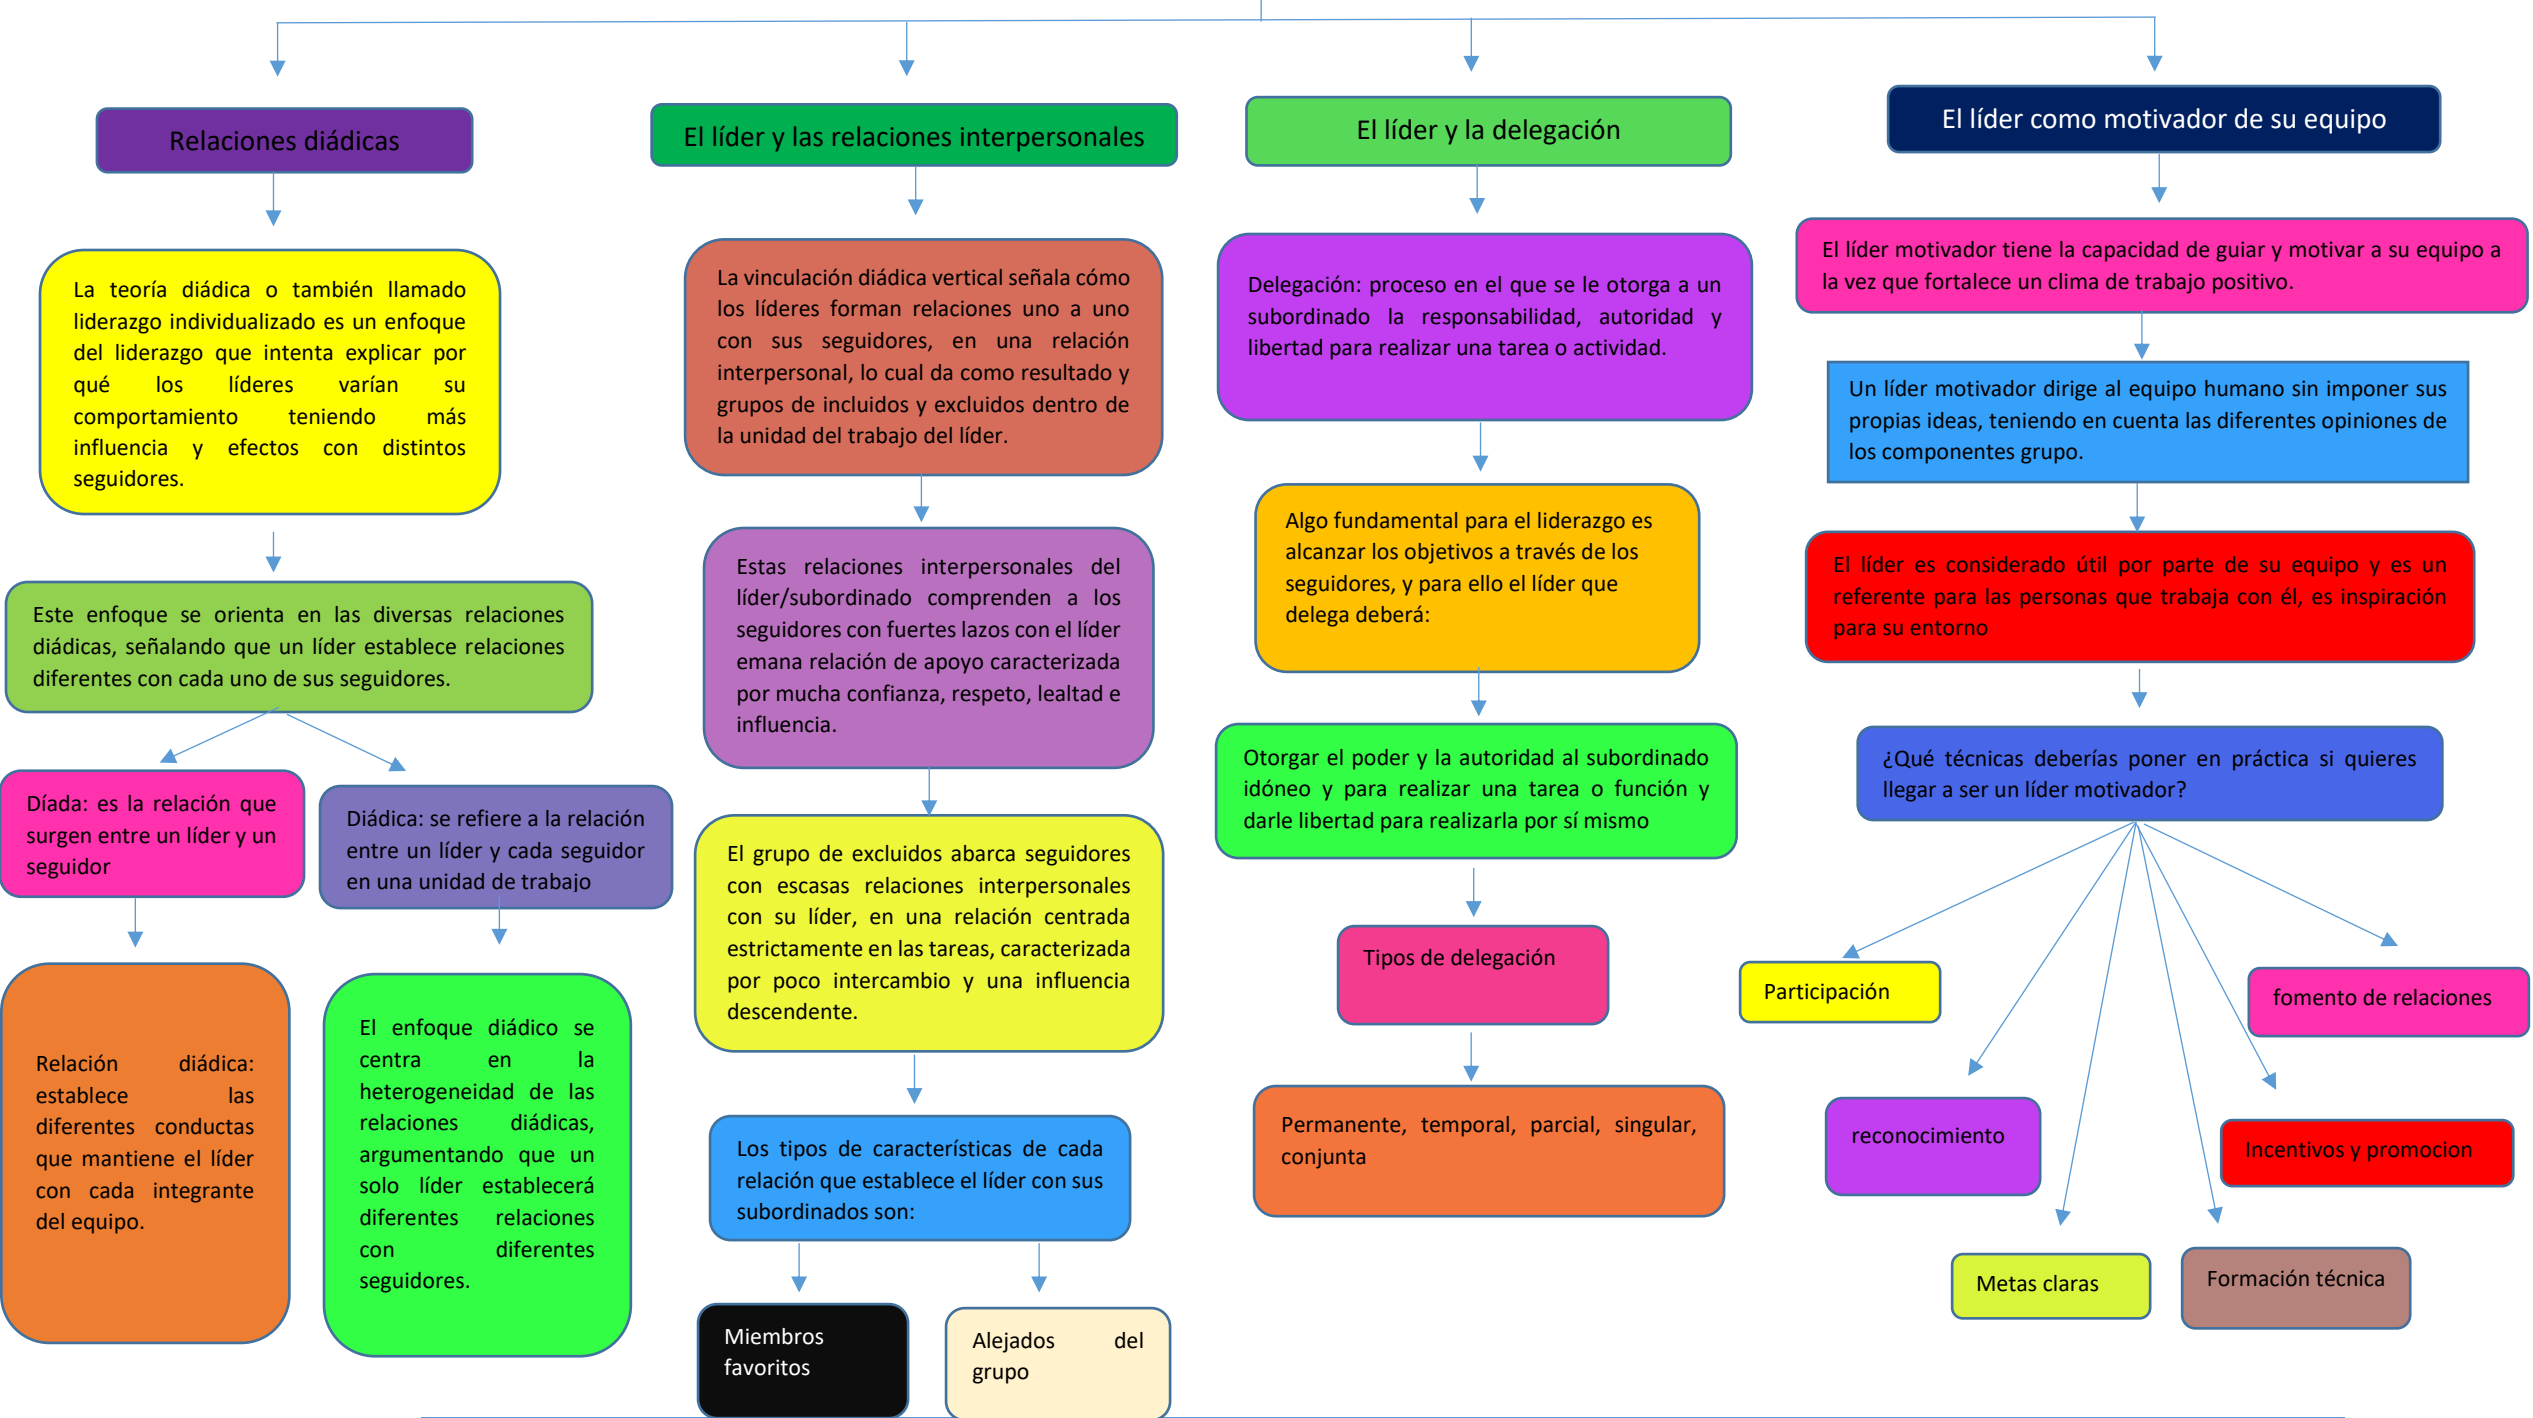 Relaciones diádicas
La teoría diádica o también llamado
liderazgo individualizado es un enfoque
del liderazgo que intenta explicar por
qué los líderes varían su
comportamiento teniendo más
influencia y efectos con distintos
seguidores.
Este enfoque se orienta en las diversas relaciones
diádicas, señalando que un líder establece relaciones
diferentes con cada uno de sus seguidores.
Díada: es la relación que
surgen entre un líder y un
seguidor
Diádica: se refiere a la relación
entre un líder y cada seguidor
en una unidad de trabajo
Relación diádica:
establece las
diferentes conductas
que mantiene el líder
con cada integrante
del equipo.
El enfoque diádico se
centra en la
heterogeneidad de las
relaciones diádicas,
argumentando que un
solo líder establecerá
diferentes relaciones
con diferentes
seguidores.
El líder y las relaciones interpersonales
La vinculación diádica vertical señala cómo
los líderes forman relaciones uno a uno
con sus seguidores, en una relación
interpersonal, lo cual da como resultado y
grupos de incluidos y excluidos dentro de
la unidad del trabajo del líder.
Estas relaciones interpersonales del
líder/subordinado comprenden a los
seguidores con fuertes lazos con el líder
emana relación de apoyo caracterizada
por mucha confianza, respeto, lealtad e
influencia.
El grupo de excluidos abarca seguidores
con escasas relaciones interpersonales
con su líder, en una relación centrada
estrictamente en las tareas, caracterizada
por poco intercambio y una influencia
descendente.
Los tipos de características de cada
relación que establece el líder con sus
subordinados son:
Miembros
favoritos
Alejados del
grupo
El líder y la delegación
Delegación: proceso en el que se le otorga a un
subordinado la responsabilidad, autoridad y
libertad para realizar una tarea o actividad.
Algo fundamental para el liderazgo es
alcanzar los objetivos a través de los
seguidores, y para ello el líder que
delega deberá:
Otorgar el poder y la autoridad al subordinado
idóneo y para realizar una tarea o función y
darle libertad para realizarla por sí mismo
Tipos de delegación
Permanente, temporal, parcial, singular,
conjunta
El líder como motivador de su equipo
El líder motivador tiene la capacidad de guiar y motivar a su equipo a
la vez que fortalece un clima de trabajo positivo.
Un líder motivador dirige al equipo humano sin imponer sus
propias ideas, teniendo en cuenta las diferentes opiniones de
los componentes grupo.
El líder es considerado útil por parte de su equipo y es un
referente para las personas que trabaja con él, es inspiración
para su entorno
¿Qué técnicas deberías poner en práctica si quieres
llegar a ser un líder motivador?
Participación
fomento de relaciones
reconocimiento
Incentivos y promocion
Metas claras
Formación técnica